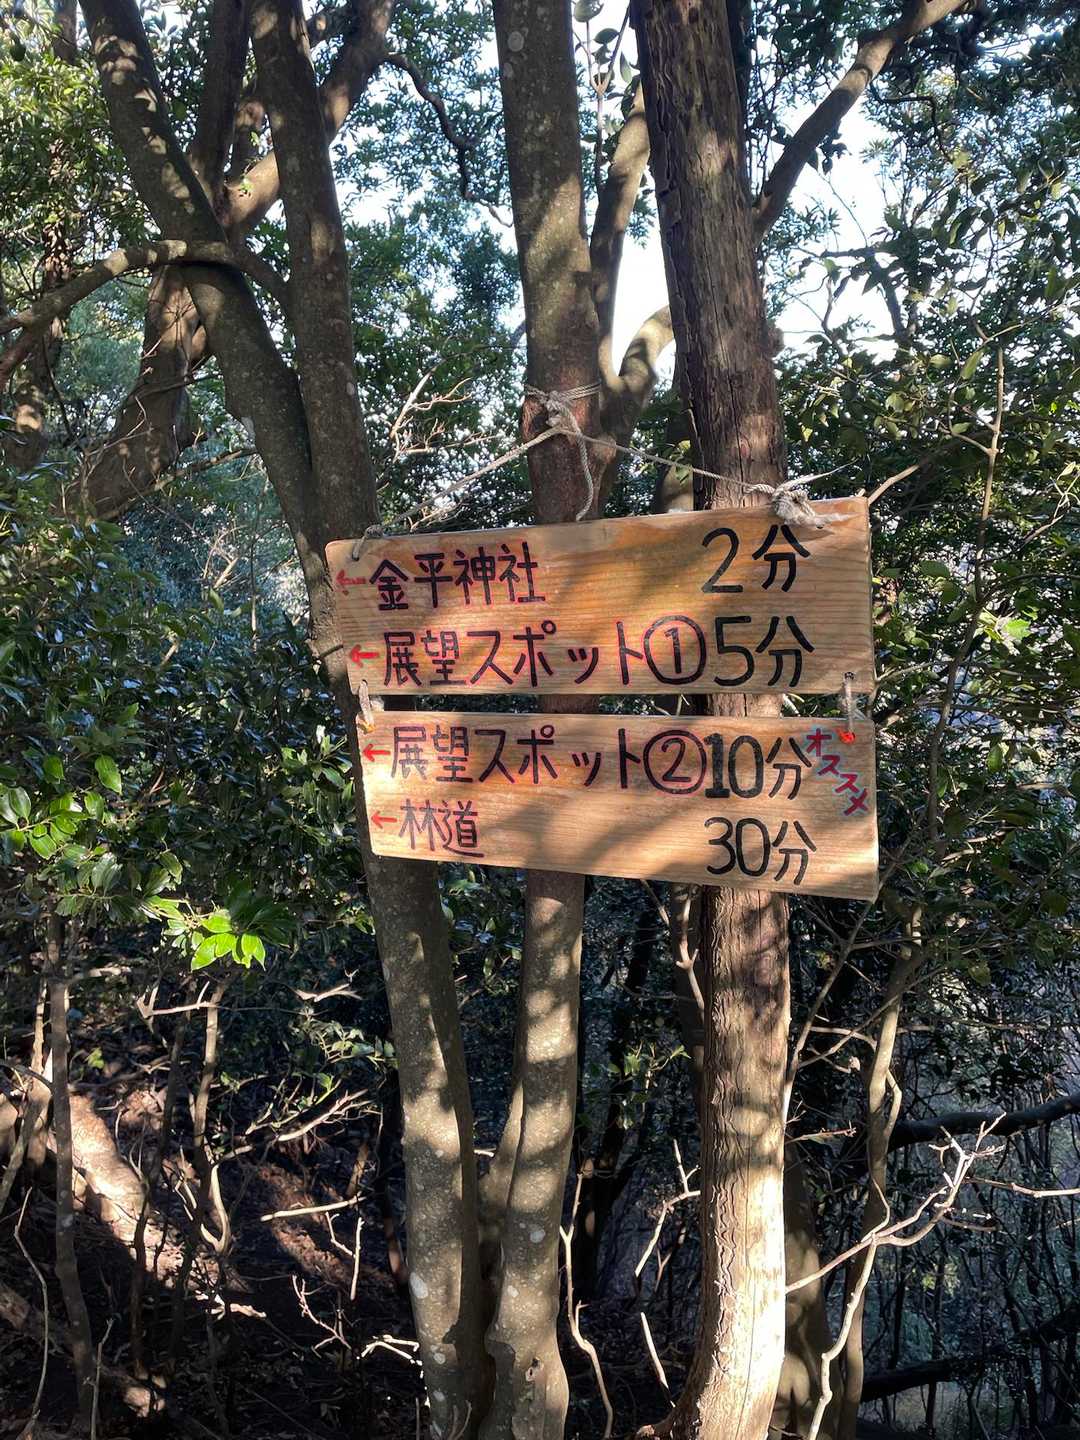 ←金平神社 2分
←展望スポット①5分
←展望スポット②10分オススメ
←林道 30分